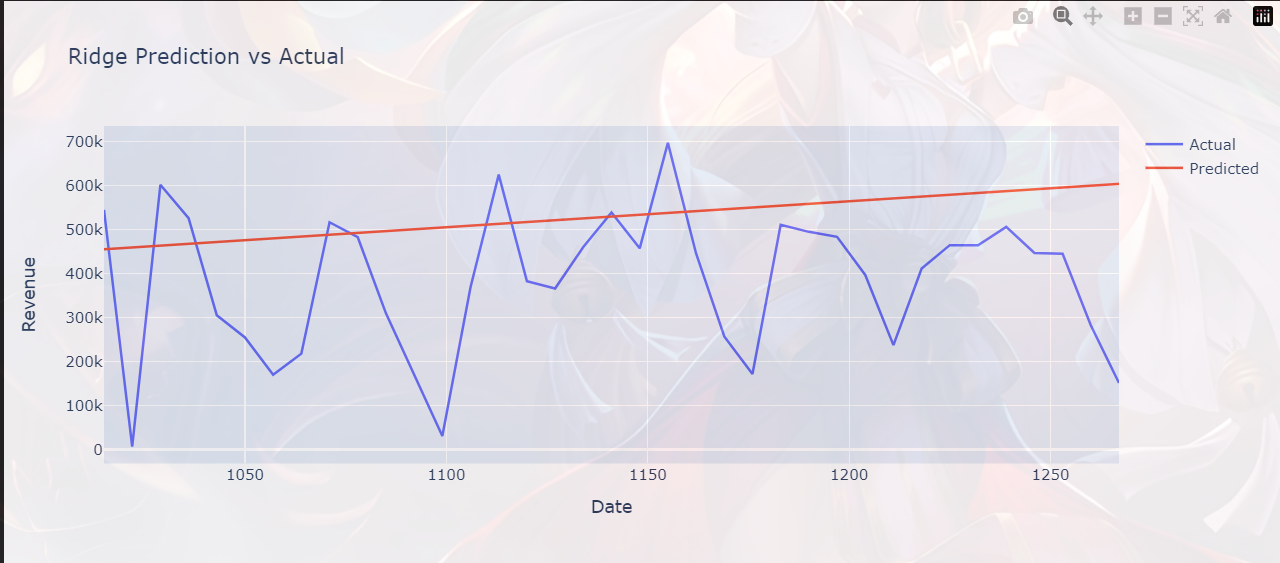 Ridge Prediction vs Actual
Actual
Predicted
700k
600k
500k
400k
300k
200k
100k
0
Revenue
1050
1100
1150
1200
1250
Date